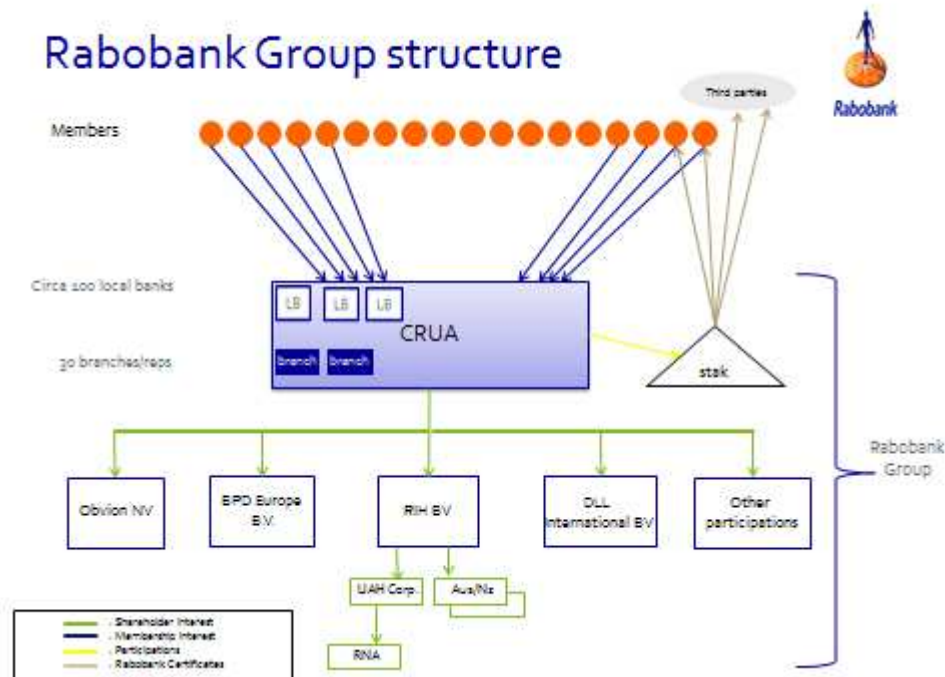 Rabobank Group structure
Third parties
Rabobank
Members
Circa 100 local banks
LB
LB
LB
CRUA
30 branches/reps
branch
branch
stak
Rabobank
Group
Obvion NV
BPD Europe
B.V.
RIH BV
DLL
International BV
Other
participations
UAH Corp.
Aus/Nz
RNA
: Shareholder Interest
: Membership Interest
: Participations
: Rabobank Certificates